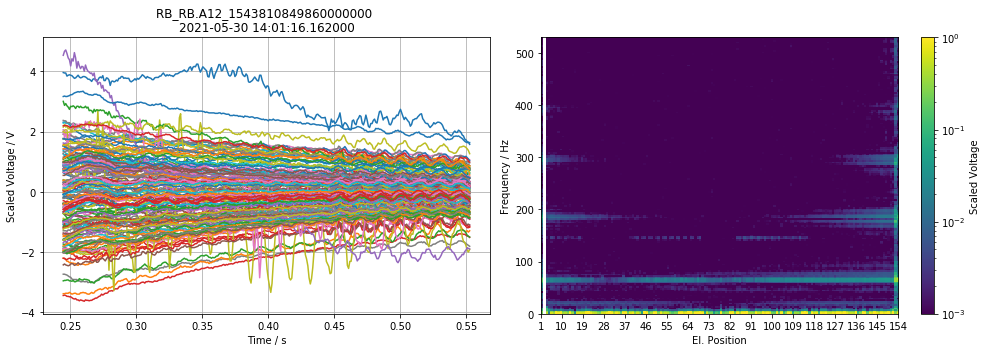 RB_RB.A12_1543810849860000000
2021-05-30 14:01:16.162000
Scaled Voltage / V
4
2
0
−2
−4
0.25 0.30 0.35 0.40 0.45 0.50 0.55
Time / s
Frequency / Hz
500
400
300
200
100
0
1 10 19 28 37 46 55 64 73 82 91 100 109 118 127 136 145 154
El. Position
10^0
10^-1
10^-2
10^-3
Scaled Voltage